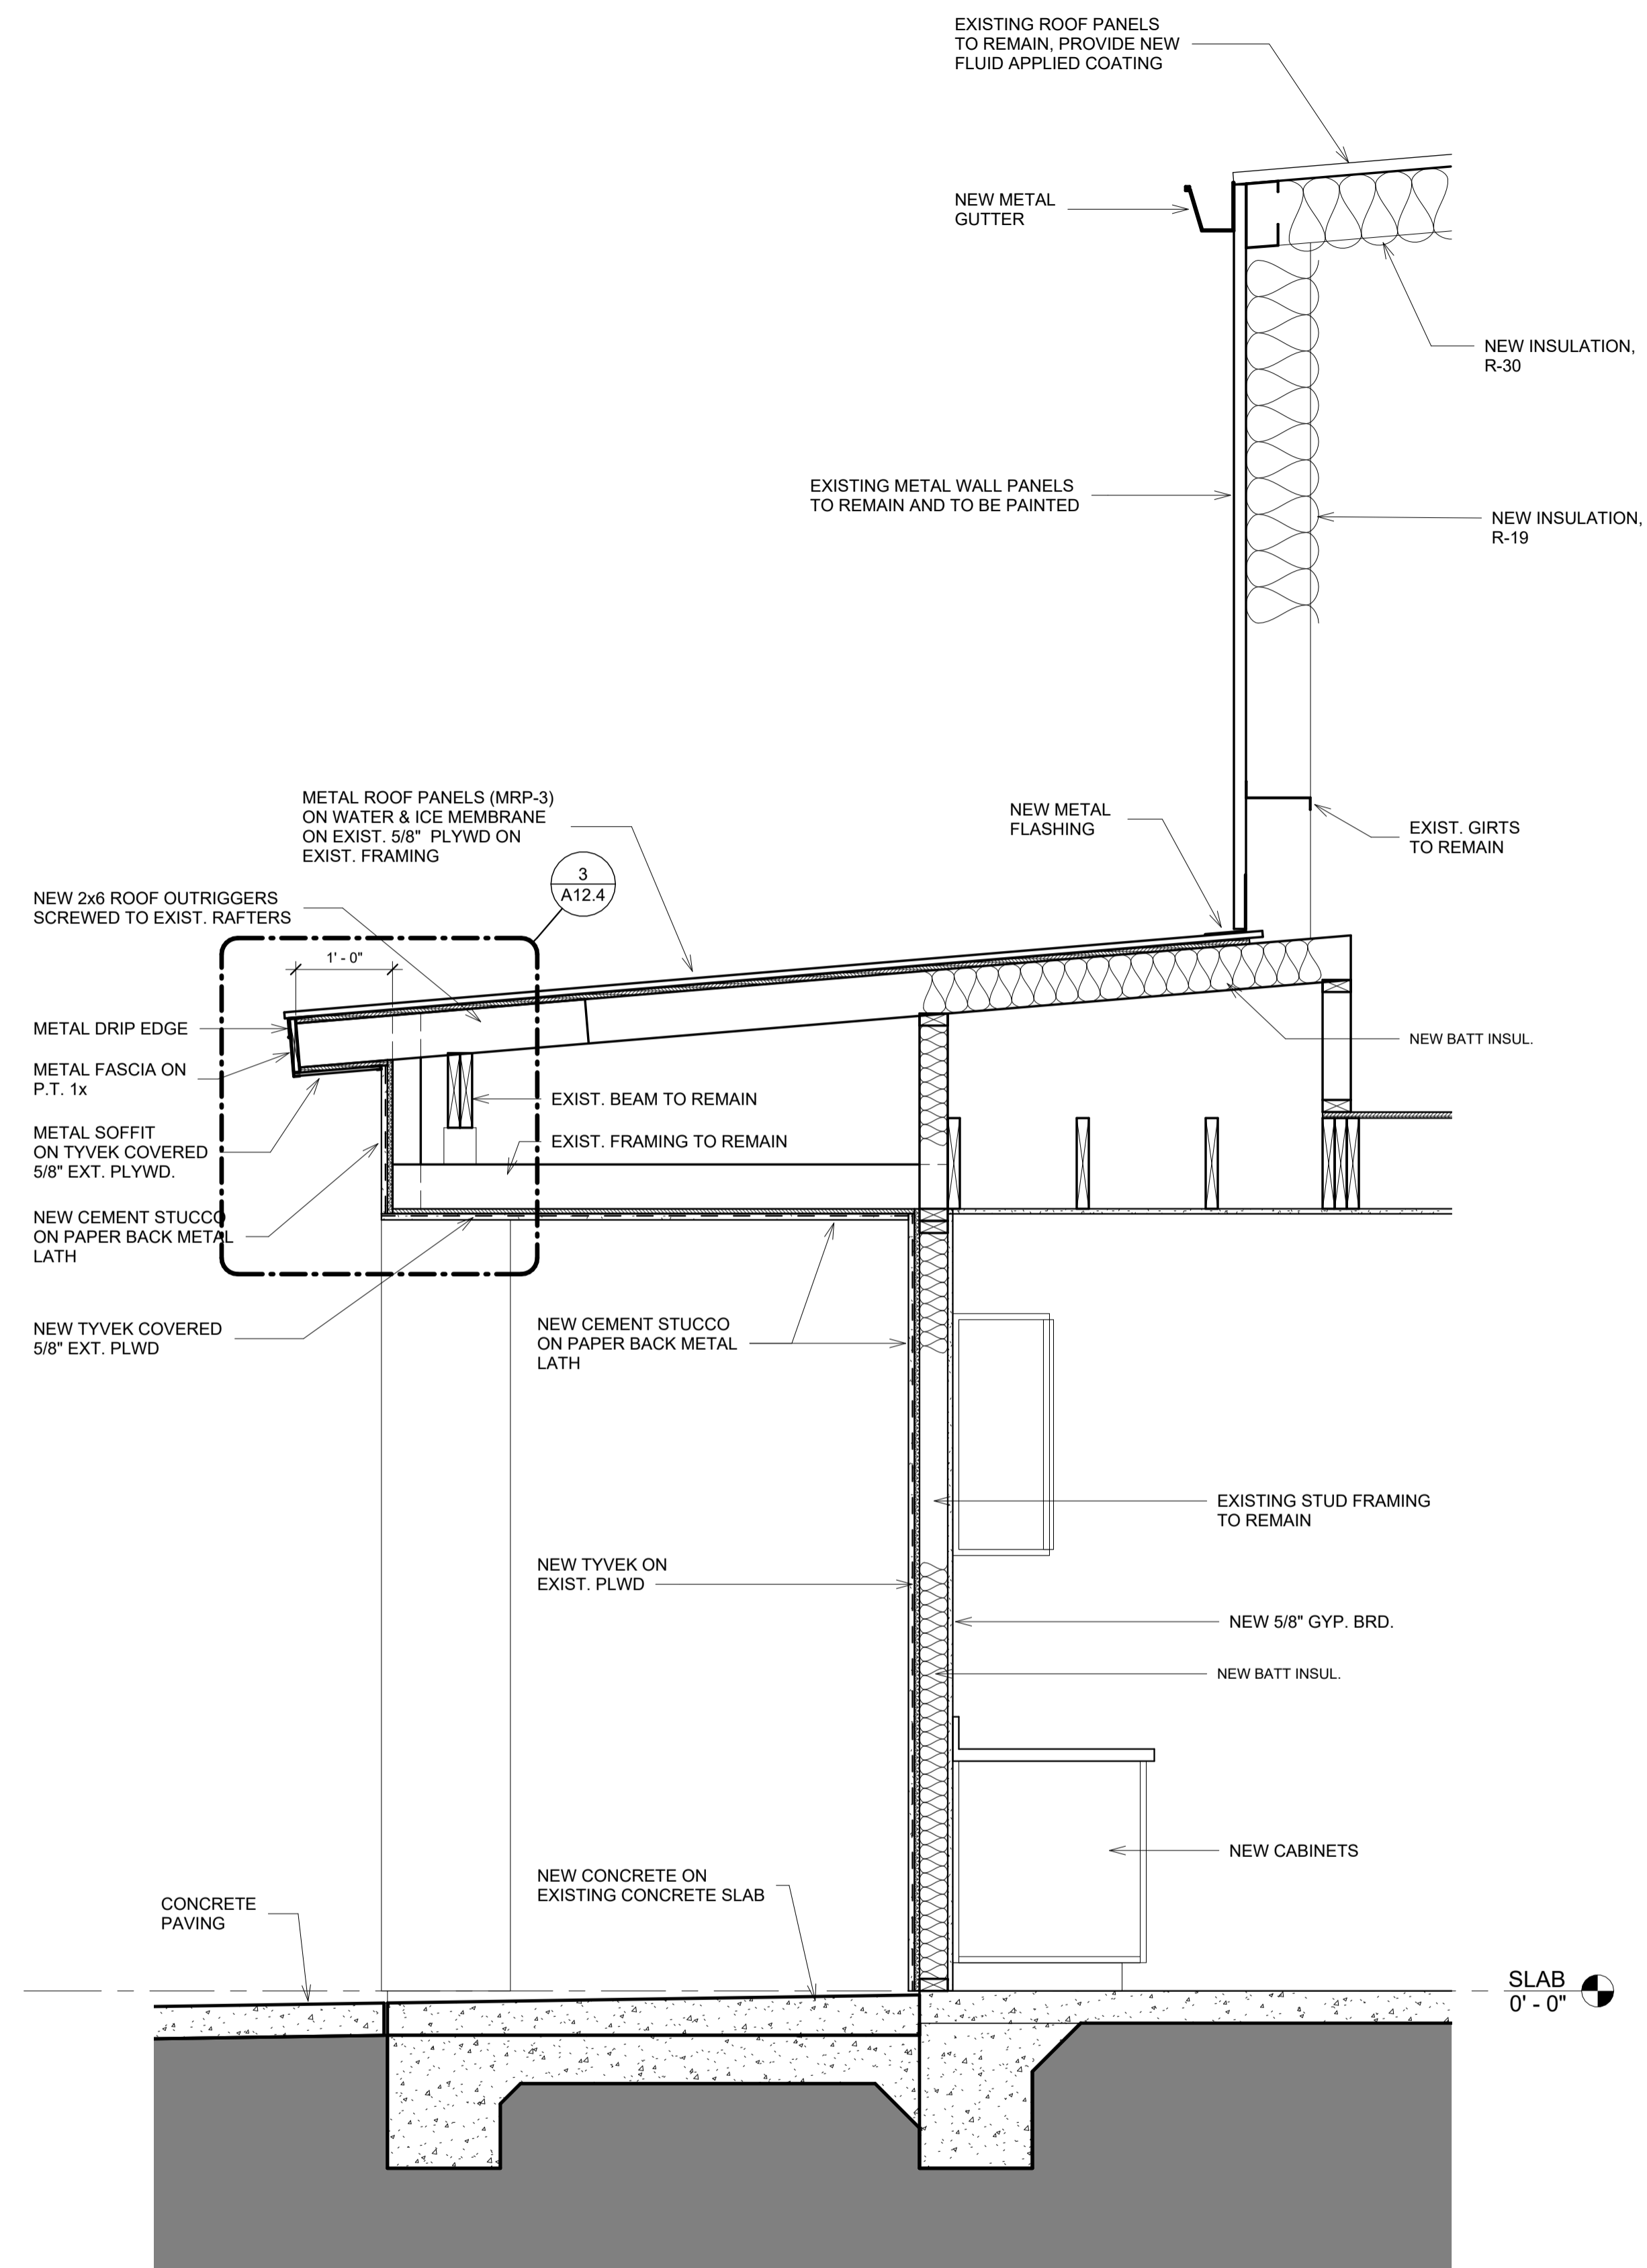 EXISTING ROOF PANELS
TO REMAIN, PROVIDE NEW
FLUID APPLIED COATING
NEW METAL
GUTTER
NEW INSULATION,
R-30
EXISTING METAL WALL PANELS
TO REMAIN AND TO BE PAINTED
NEW INSULATION,
R-19
METAL ROOF PANELS (MRP-3)
ON WATER & ICE MEMBRANE
ON EXIST. 5/8" PLYWD ON
EXIST. FRAMING
NEW METAL
FLASHING
EXIST. GIRTS
TO REMAIN
3
A12.4
NEW 2x6 ROOF OUTRIGGERS
SCREWED TO EXIST. RAFTERS
1' - 0"
METAL DRIP EDGE
NEW BATT INSUL.
METAL FASCIA ON
P.T. 1x
EXIST. BEAM TO REMAIN
METAL SOFFIT
ON TYVEK COVERED
5/8" EXT. PLYWD.
EXIST. FRAMING TO REMAIN
NEW CEMENT STUCCO
ON PAPER BACK METAL
LATH
NEW TYVEK COVERED
5/8" EXT. PLWD
NEW CEMENT STUCCO
ON PAPER BACK METAL
LATH
EXISTING STUD FRAMING
TO REMAIN
NEW TYVEK ON
EXIST. PLWD
NEW 5/8" GYP. BRD.
NEW BATT INSUL.
NEW CABINETS
NEW CONCRETE ON
EXISTING CONCRETE SLAB
CONCRETE
PAVING
SLAB
0' - 0"